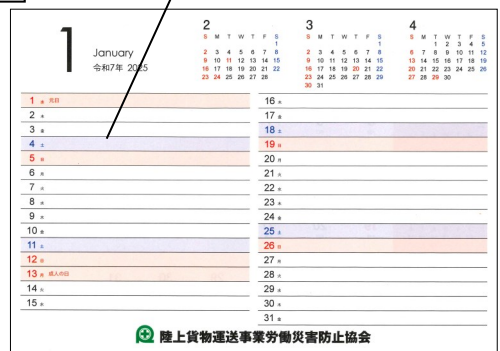 1
January
令和7年 2025
2
S M T W T F S
1
2 3 4 5 6 7 8
9 10 11 12 13 14 15
16 17 18 19 20 21 22
23 24 25 26 27 28
3
S M T W T F S
1
2 3 4 5 6 7 8
9 10 11 12 13 14 15
16 17 18 19 20 21 22
23 24 25 26 27 28 29
30 31
4
S M T W T F S
1 2 3 4 5
6 7 8 9 10 11 12
13 14 15 16 17 18 19
20 21 22 23 24 25 26
27 28 29 30
1 水 元日
2 木
3 金
4 土
5 日
6 月
7 火
8 水
9 木
10 金
11 土
12 日
13 月 成人の日
14 火
15 水
16 木
17 金
18 土
19 日
20 月
21 火
22 水
23 木
24 金
25 土
26 日
27 月
28 火
29 水
30 木
31 金
陸上貨物運送事業労働災害防止協会